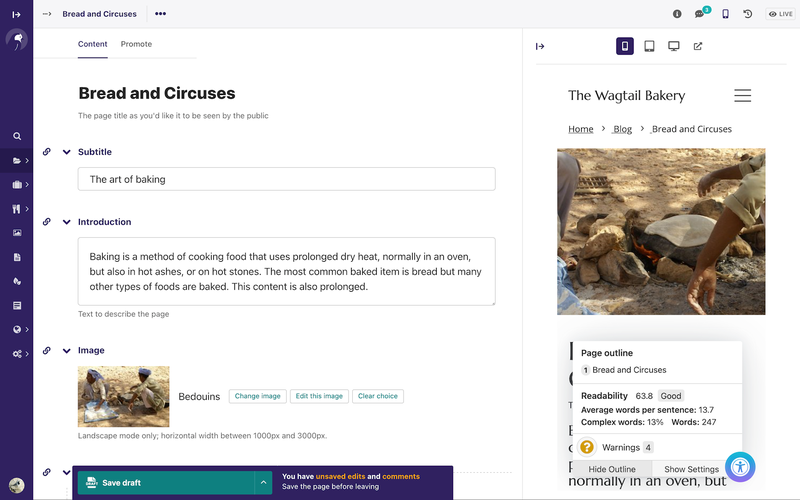 Bread and Circuses
3
LIVE
Content
Promote
Bread and Circuses
The page title as you'd like it to be seen by the public
Subtitle
The art of baking
Introduction
Baking is a method of cooking food that uses prolonged dry heat, normally in an oven,
but also in hot ashes, or on hot stones. The most common baked item is bread but many
other types of foods are baked. This content is also prolonged.
Text to describe the page
Image
Bedouins
Change image
Edit this image
Clear choice
Landscape mode only; horizontal width between 1000px and 3000px.
DRAFT
Save draft
You have unsaved edits and comments
Save the page before leaving
The Wagtail Bakery
Home > Blog > Bread and Circuses
Page outline
1 Bread and Circuses
Readability 63.8 Good
Average words per sentence: 13.7
Complex words: 13% Words: 247
? Warnings 4
Hide Outline
Show Settings
normally in an oven, but